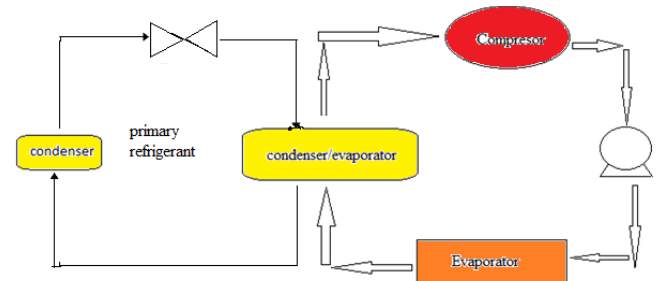 Compresor
primary
refrigerant
condenser
condenser/evaporator
Evaporator